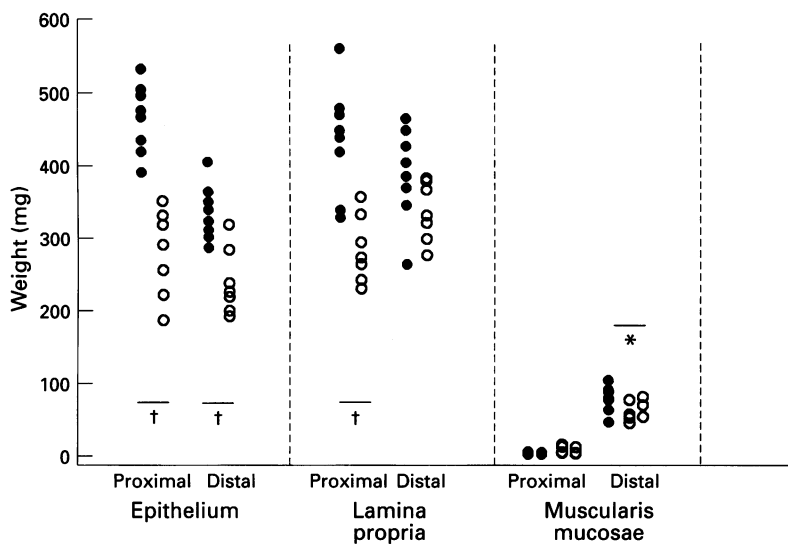 600
500
400
300
200
100
0
Weight (mg)
†
†
†
*
Proximal Distal
Proximal Distal
Proximal Distal
Epithelium
Lamina
propria
Muscularis
mucosae